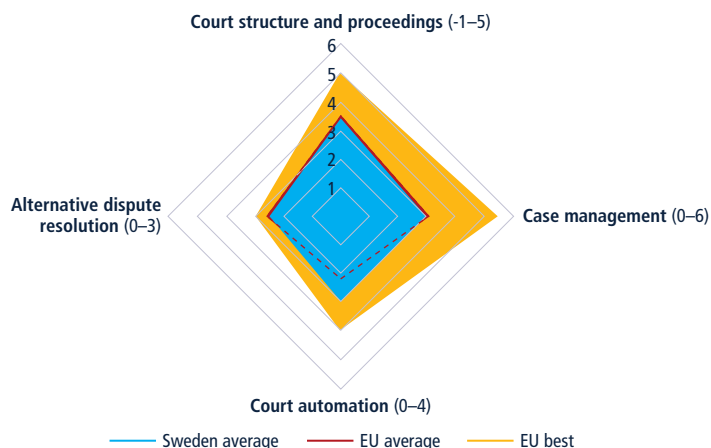 Court structure and proceedings (-1–5)
6
5
4
3
2
1
Alternative dispute
resolution (0–3)
Case management (0–6)
Court automation (0–4)
Sweden average
EU average
EU best